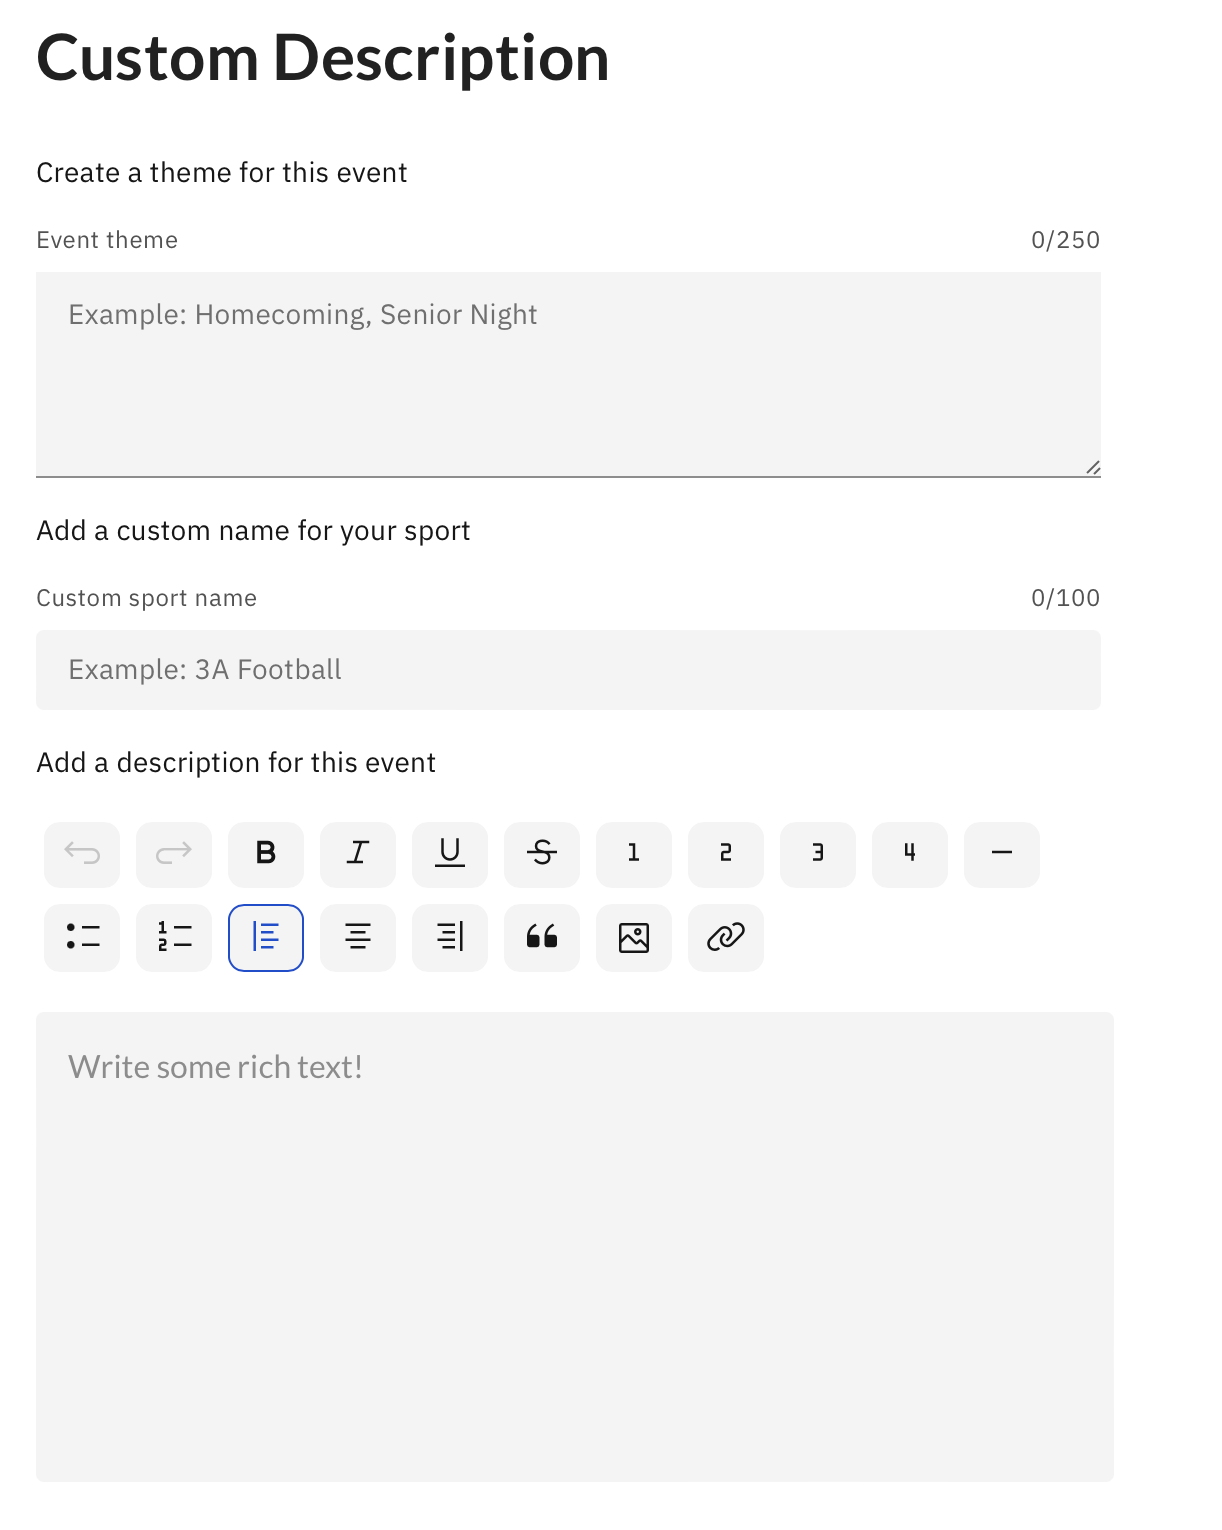 Custom Description
Create a theme for this event
Event theme 0/250
Example: Homecoming, Senior Night
Add a custom name for your sport
Custom sport name 0/100
Example: 3A Football
Add a description for this event
B I U S 1 2 3 4
1
2
Write some rich text!